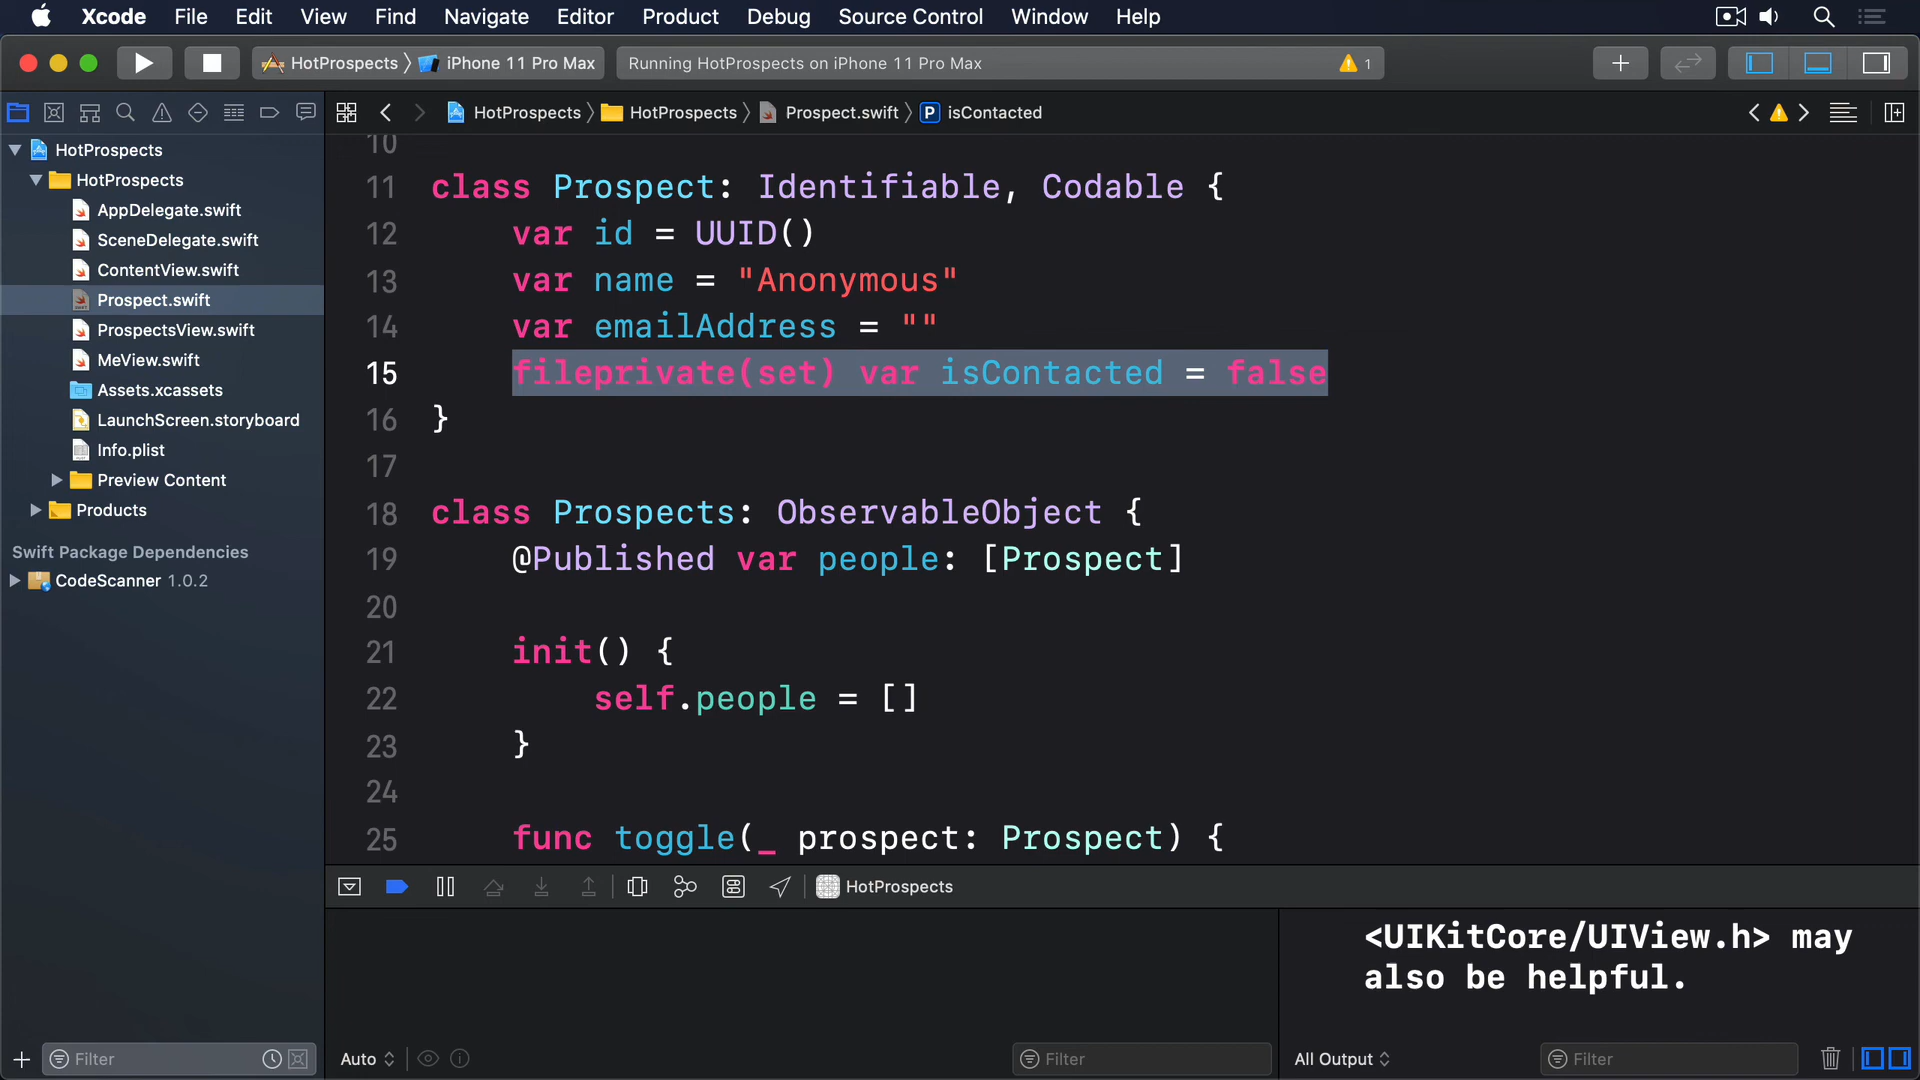 Xcode File Edit View Find Navigate Editor Product Debug Source Control Window Help
HotProspects iPhone 11 Pro Max Running HotProspects on iPhone 11 Pro Max 1
HotProspects HotProspects Prospect.swift P isContacted
HotProspects
HotProspects
AppDelegate.swift
SceneDelegate.swift
ContentView.swift
Prospect.swift
ProspectsView.swift
MeView.swift
Assets.xcassets
LaunchScreen.storyboard
Info.plist
Preview Content
Products
Swift Package Dependencies
CodeScanner 1.0.2
Filter
10
11 class Prospect: Identifiable, Codable {
12 var id = UUID()
13 var name = "Anonymous"
14 var emailAddress = ""
15 fileprivate(set) var isContacted = false
16 }
17
18 class Prospects: ObservableObject {
19 @Published var people: [Prospect]
20
21 init() {
22 self.people = []
23 }
24
25 func toggle(_ prospect: Prospect) {
HotProspects
<UIKitCore/UIView.h> may
also be helpful.
Auto Filter All Output Filter